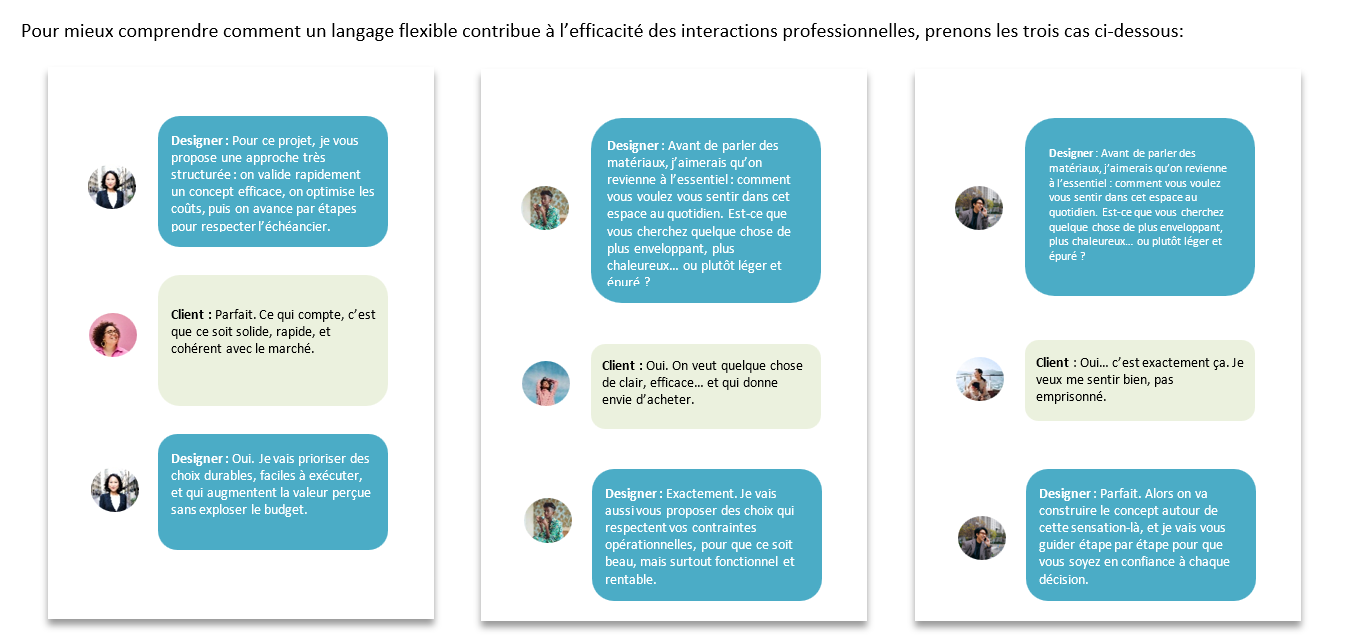 Pour mieux comprendre comment un langage flexible contribue à l’efficacité des interactions professionnelles, prenons les trois cas ci-dessous:
Designer : Pour ce projet, je vous
propose une approche très
structurée : on valide rapidement
un concept efficace, on optimise les
coûts, puis on avance par étapes
pour respecter l’échéancier.
Client : Parfait. Ce qui compte, c’est
que ce soit solide, rapide, et
cohérent avec le marché.
Designer : Oui. Je vais prioriser des
choix durables, faciles à exécuter,
et qui augmentent la valeur perçue
sans exploser le budget.
Designer : Avant de parler des
matériaux, j’aimerais qu’on
revienne à l’essentiel : comment
vous voulez vous sentir dans cet
espace au quotidien. Est-ce que
vous cherchez quelque chose de
plus enveloppant, plus
chaleureux… ou plutôt léger et
épuré ?
Client : Oui. On veut quelque chose
de clair, efficace… et qui donne
envie d’acheter.
Designer : Exactement. Je vais
aussi vous proposer des choix qui
respectent vos contraintes
opérationnelles, pour que ce soit
beau, mais surtout fonctionnel et
rentable.
Designer : Avant de parler des
matériaux, j’aimerais qu’on revienne
à l’essentiel : comment vous voulez
vous sentir dans cet espace au
quotidien. Est-ce que vous cherchez
quelque chose de plus enveloppant,
plus chaleureux… ou plutôt léger et
épuré ?
Client : Oui… c’est exactement ça. Je
veux me sentir bien, pas
emprisonné.
Designer : Parfait. Alors on va
construire le concept autour de
cette sensation-là, et je vais vous
guider étape par étape pour que
vous soyez en confiance à chaque
décision.